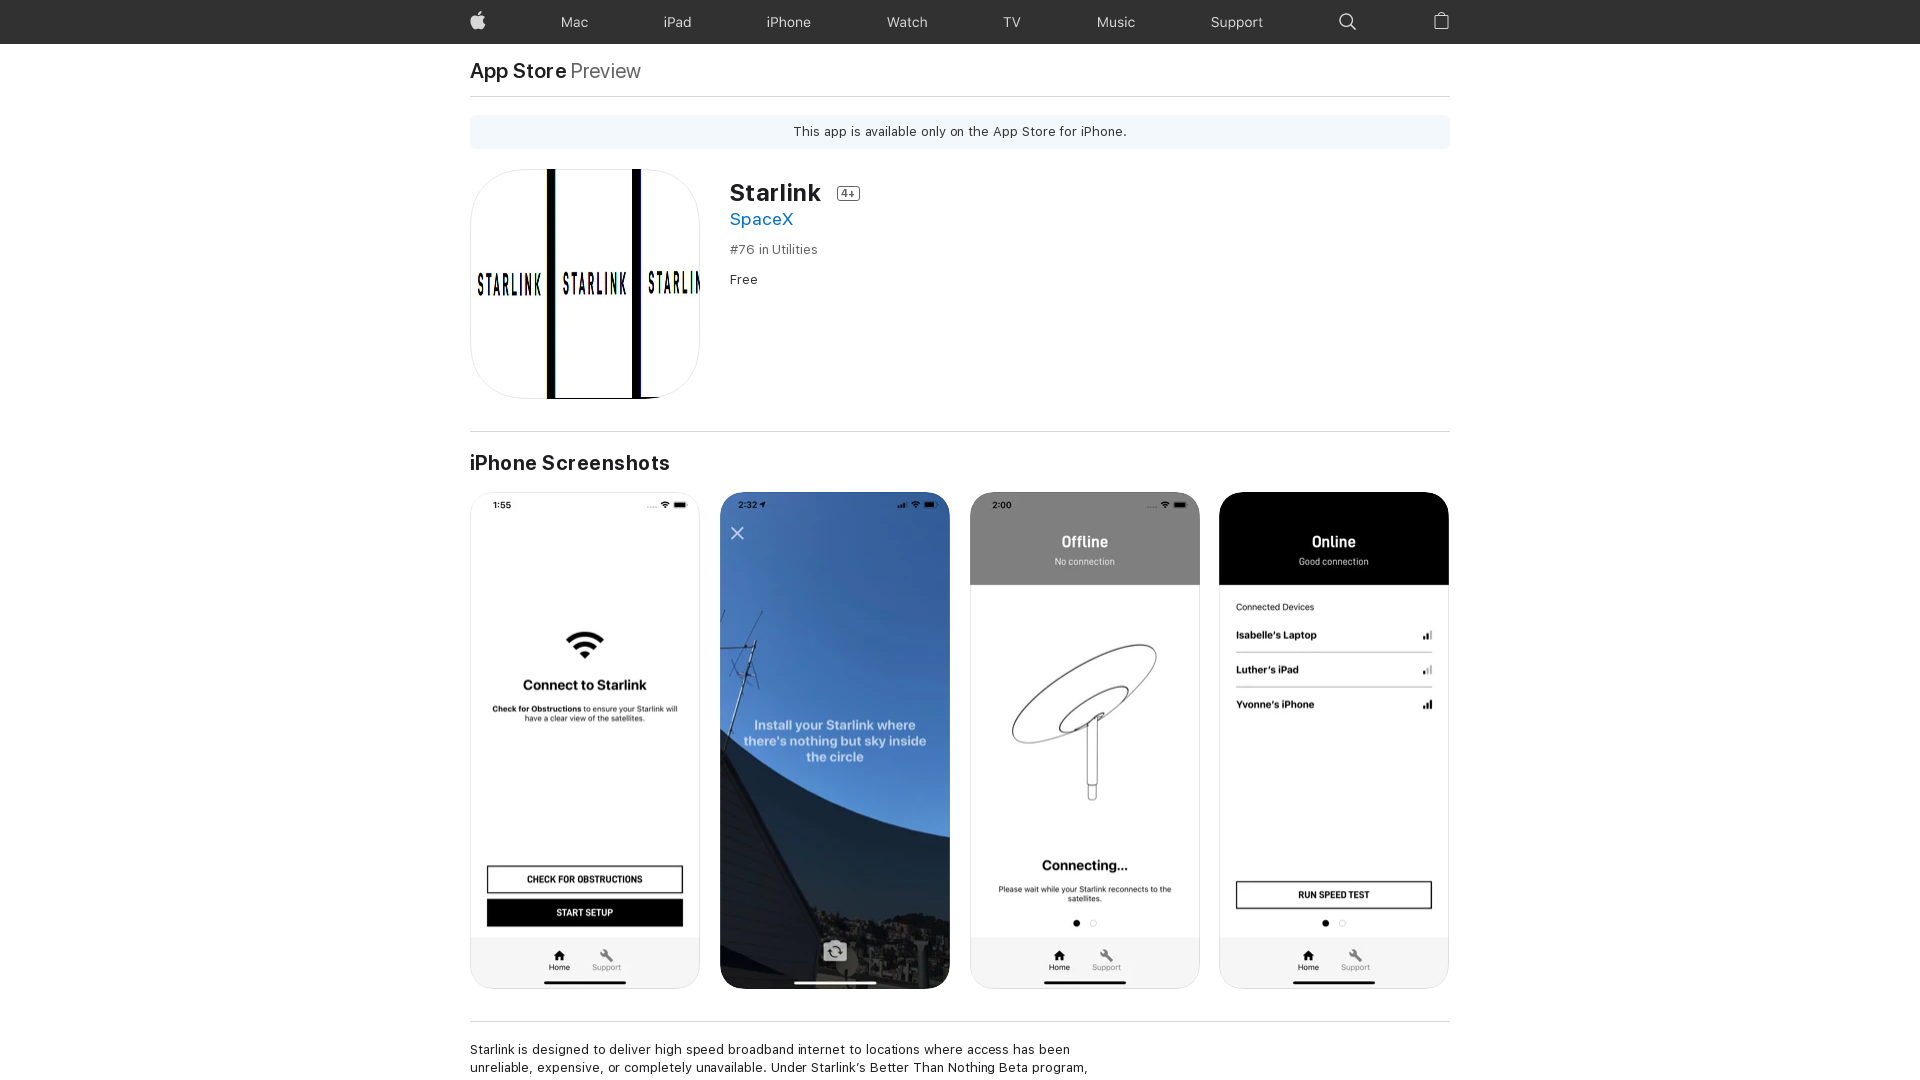 Mac
iPad
iPhone
Watch
TV
Music
Support
App Store Preview
This app is available only on the App Store for iPhone.
STARLINK STARLINK STARLIN
Starlink 4+
SpaceX
#76 in Utilities
Free
iPhone Screenshots
1:55
Connect to Starlink
Check for Obstructions to ensure your Starlink will
have a clear view of the satellites.
CHECK FOR OBSTRUCTIONS
START SETUP
Home Support
2:32
Install your Starlink where
there's nothing but sky inside
the circle
2:00
Offline
No connection
Connecting...
Please wait while your Starlink reconnects to the
satellites.
Home Support
Online
Good connection
Connected Devices
Isabelle's Laptop
Luther's iPad
Yvonne's iPhone
RUN SPEED TEST
Home Support
Starlink is designed to deliver high speed broadband internet to locations where access has been
unreliable, expensive, or completely unavailable. Under Starlink's Better Than Nothing Beta program,